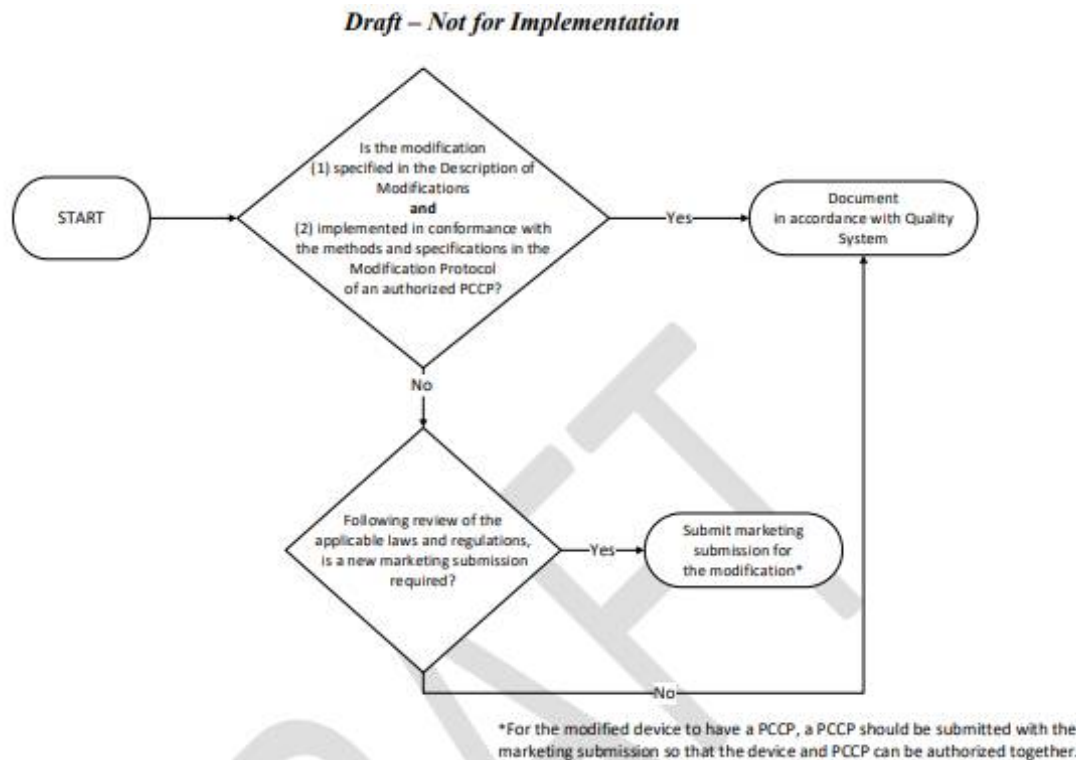 Draft – Not for Implementation
Is the modification
(1) specified in the Description of
Modifications
and
(2) implemented in conformance with
the methods and specifications in the
Modification Protocol
of an authorized PCCP?
START
Yes
Document
in accordance with Quality
System
No
Following review of the
applicable laws and regulations,
is a new marketing submission
required?
Yes
Submit marketing
submission for
the modification*
No
*For the modified device to have a PCCP, a PCCP should be submitted with the
marketing submission so that the device and PCCP can be authorized together.
DRAFT